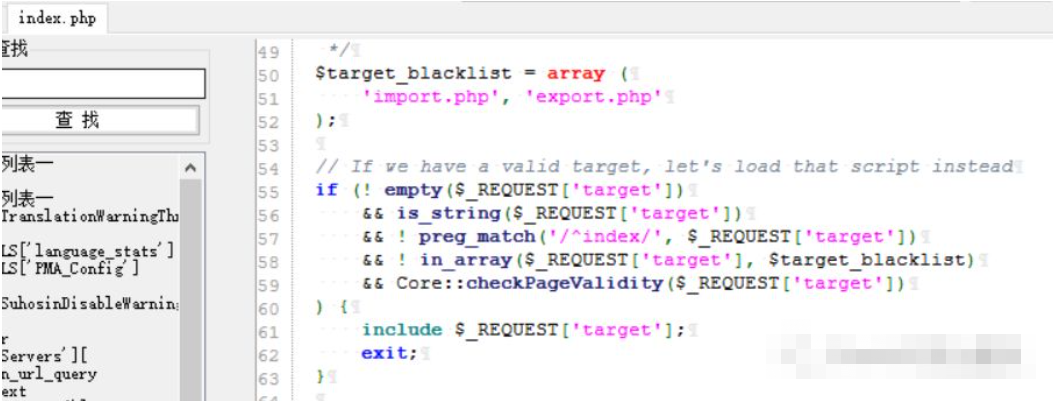 index.php
查找
查 找
列表一
列表一
TranslationWarningTh
LS['language_stats']
LS['PMA_Config']
SuhosinDisableWarnin
r
Servers'][
n_url_query
ext
49 */
50 $target_blacklist = array (
51 'import.php', 'export.php'
52 );
53
54 // If we have a valid target, let's load that script instead
55 if (! empty($_REQUEST['target'])
56 && is_string($_REQUEST['target'])
57 && ! preg_match('/^index/', $_REQUEST['target'])
58 && ! in_array($_REQUEST['target'], $target_blacklist)
59 && Core::checkPageValidity($_REQUEST['target'])
60 ) {
61 include $_REQUEST['target'];
62 exit;
63 }